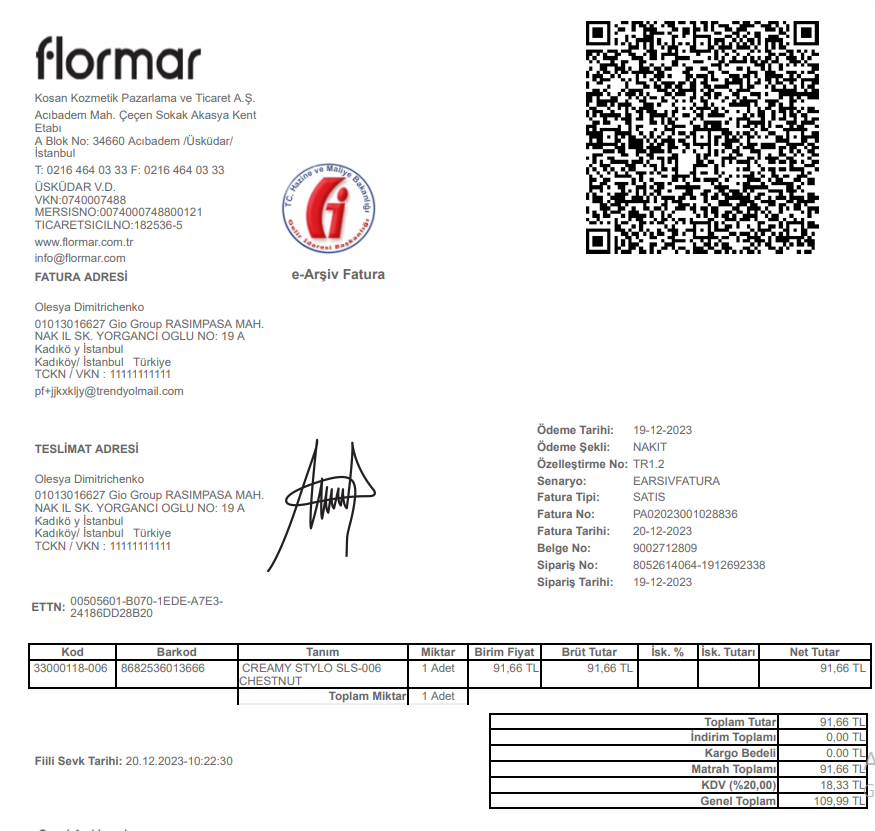 flormar
Kosan Kozmetik Pazarlama ve Ticaret A.Ş.
Acıbadem Mah. Çeçen Sokak Akasya Kent
Etabı
A Blok No: 34660 Acıbadem /Üsküdar/
İstanbul
T: 0216 464 03 33 F: 0216 464 03 33
ÜSKÜDAR V.D.
VKN:0740007488
MERSISNO:0074000748800121
TICARETSICILNO:182536-5
www.flormar.com.tr
info@flormar.com
T.C. Hazine ve Maliye Bakanlığı
Gelir İdaresi Başkanlığı
e-Arşiv Fatura
FATURA ADRESİ
Olesya Dimitrichenko
01013016627 Gio Group RASIMPASA MAH.
NAK IL SK. YORGANCI OGLU NO: 19 A
Kadıkö y İstanbul
Kadıköy/ İstanbul Türkiye
TCKN / VKN : 11111111111
pf+jjkxkljy@trendyolmail.com
TESLİMAT ADRESİ
Olesya Dimitrichenko
01013016627 Gio Group RASIMPASA MAH.
NAK IL SK. YORGANCI OGLU NO: 19 A
Kadıkö y İstanbul
Kadıköy/ İstanbul Türkiye
TCKN / VKN : 11111111111
Ödeme Tarihi: 19-12-2023
Ödeme Şekli: NAKIT
Özelleştirme No: TR1.2
Senaryo: EARSIVFATURA
Fatura Tipi: SATIS
Fatura No: PA02023001028836
Fatura Tarihi: 20-12-2023
Belge No: 9002712809
Sipariş No: 8052614064-1912692338
Sipariş Tarihi: 19-12-2023
ETTN: 00505601-B070-1EDE-A7E3-
24186DD28B20
Kod Barkod Tanım Miktar Birim Fiyat Brüt Tutar İsk. % İsk. Tutarı Net Tutar
33000118-006 8682536013666 CREAMY STYLO SLS-006 1 Adet 91,66 TL 91,66 TL 91,66 TL
CHESTNUT
Toplam Miktar 1 Adet
Toplam Tutar 91,66 TL
İndirim Toplamı 0,00 TL
Kargo Bedeli 0.00 TL
Matrah Toplamı 91,66 TL
KDV (%20,00) 18,33 TL
Genel Toplam 109,99 TL
Fiili Sevk Tarihi: 20.12.2023-10:22:30